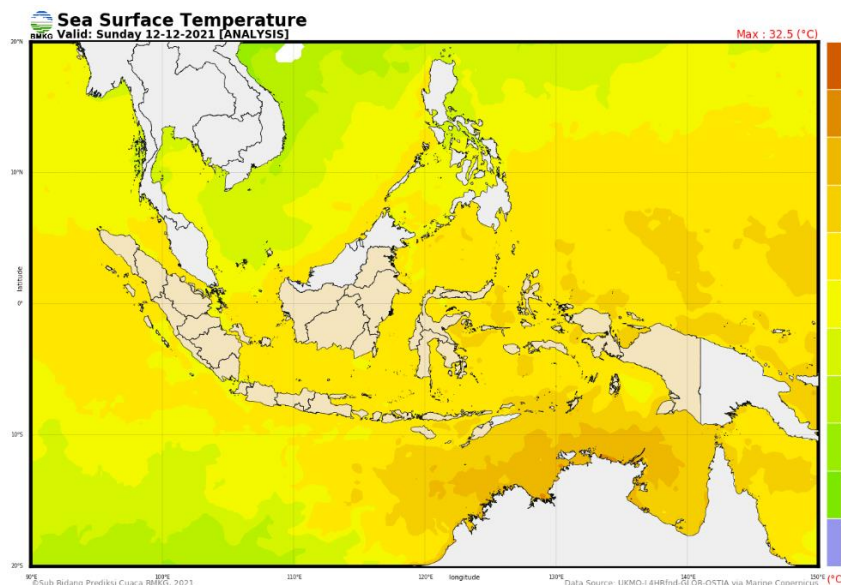 Sea Surface Temperature
BMKG
Valid: Sunday 12-12-2021 [ANALYSIS]
Max : 32.5 (°C)
20°N
10°N
latitude
0°
10°S
20°S
90°E
100°E
110°E
120°E
longitude
130°E
140°E
150°E
(°C)
©Sub Bidang Prediksi Cuaca BMKG, 2021
Data Source: UKMO-L4HRfnd-GLOB-OSTIA via Marine Copernicus